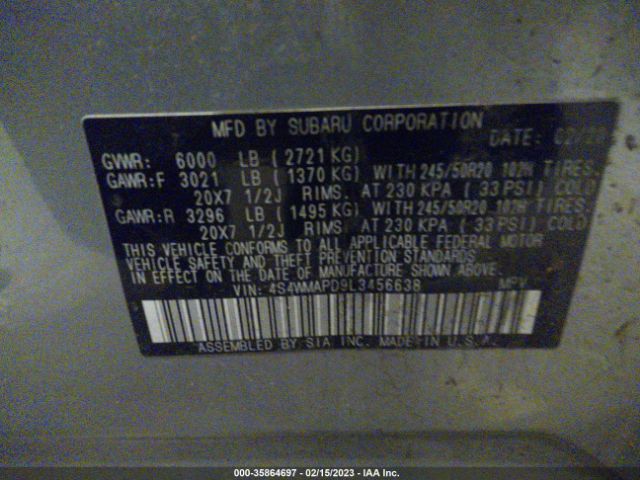 MFD BY SUBARU CORPORATION
DATE: 02/20
GVWR: 6000 LB (2721 KG)
GAWR:F 3021 LB (1370 KG) WITH 245/50R20 102H TIRES,
20X7 1/2J RIMS, AT 230 KPA (33 PSI) COLD
GAWR:R 3296 LB (1495 KG) WITH 245/50R20 102H TIRES,
20X7 1/2J RIMS, AT 230 KPA (33 PSI) COLD
THIS VEHICLE CONFORMS TO ALL APPLICABLE FEDERAL MOTOR
VEHICLE SAFETY AND THEFT PREVENTION STANDARDS
IN EFFECT ON THE DATE OF MANUFACTURE SHOWN ABOVE.
VIN: 4S4WMAPD9L3456638 MPV
ASSEMBLED BY SIA INC. MADE IN U.S.A.
000-35864697 - 02/15/2023 - IAA Inc.